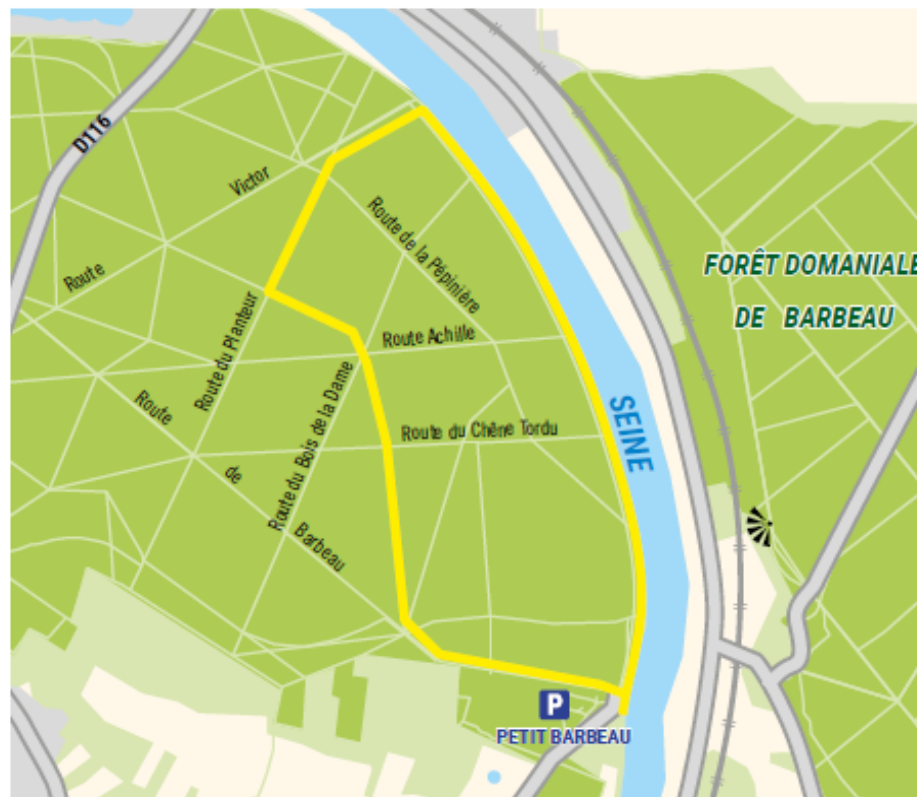 D116
Victor
Route
Route de la Pépinière
FORÊT DOMANIALE
DE BARBEAU
Route du Planteur
Route Achille
Route
Route du Bois de la Dame
SEINE
Route du Chêne Tordu
de
Barbeau
P
PETIT BARBEAU